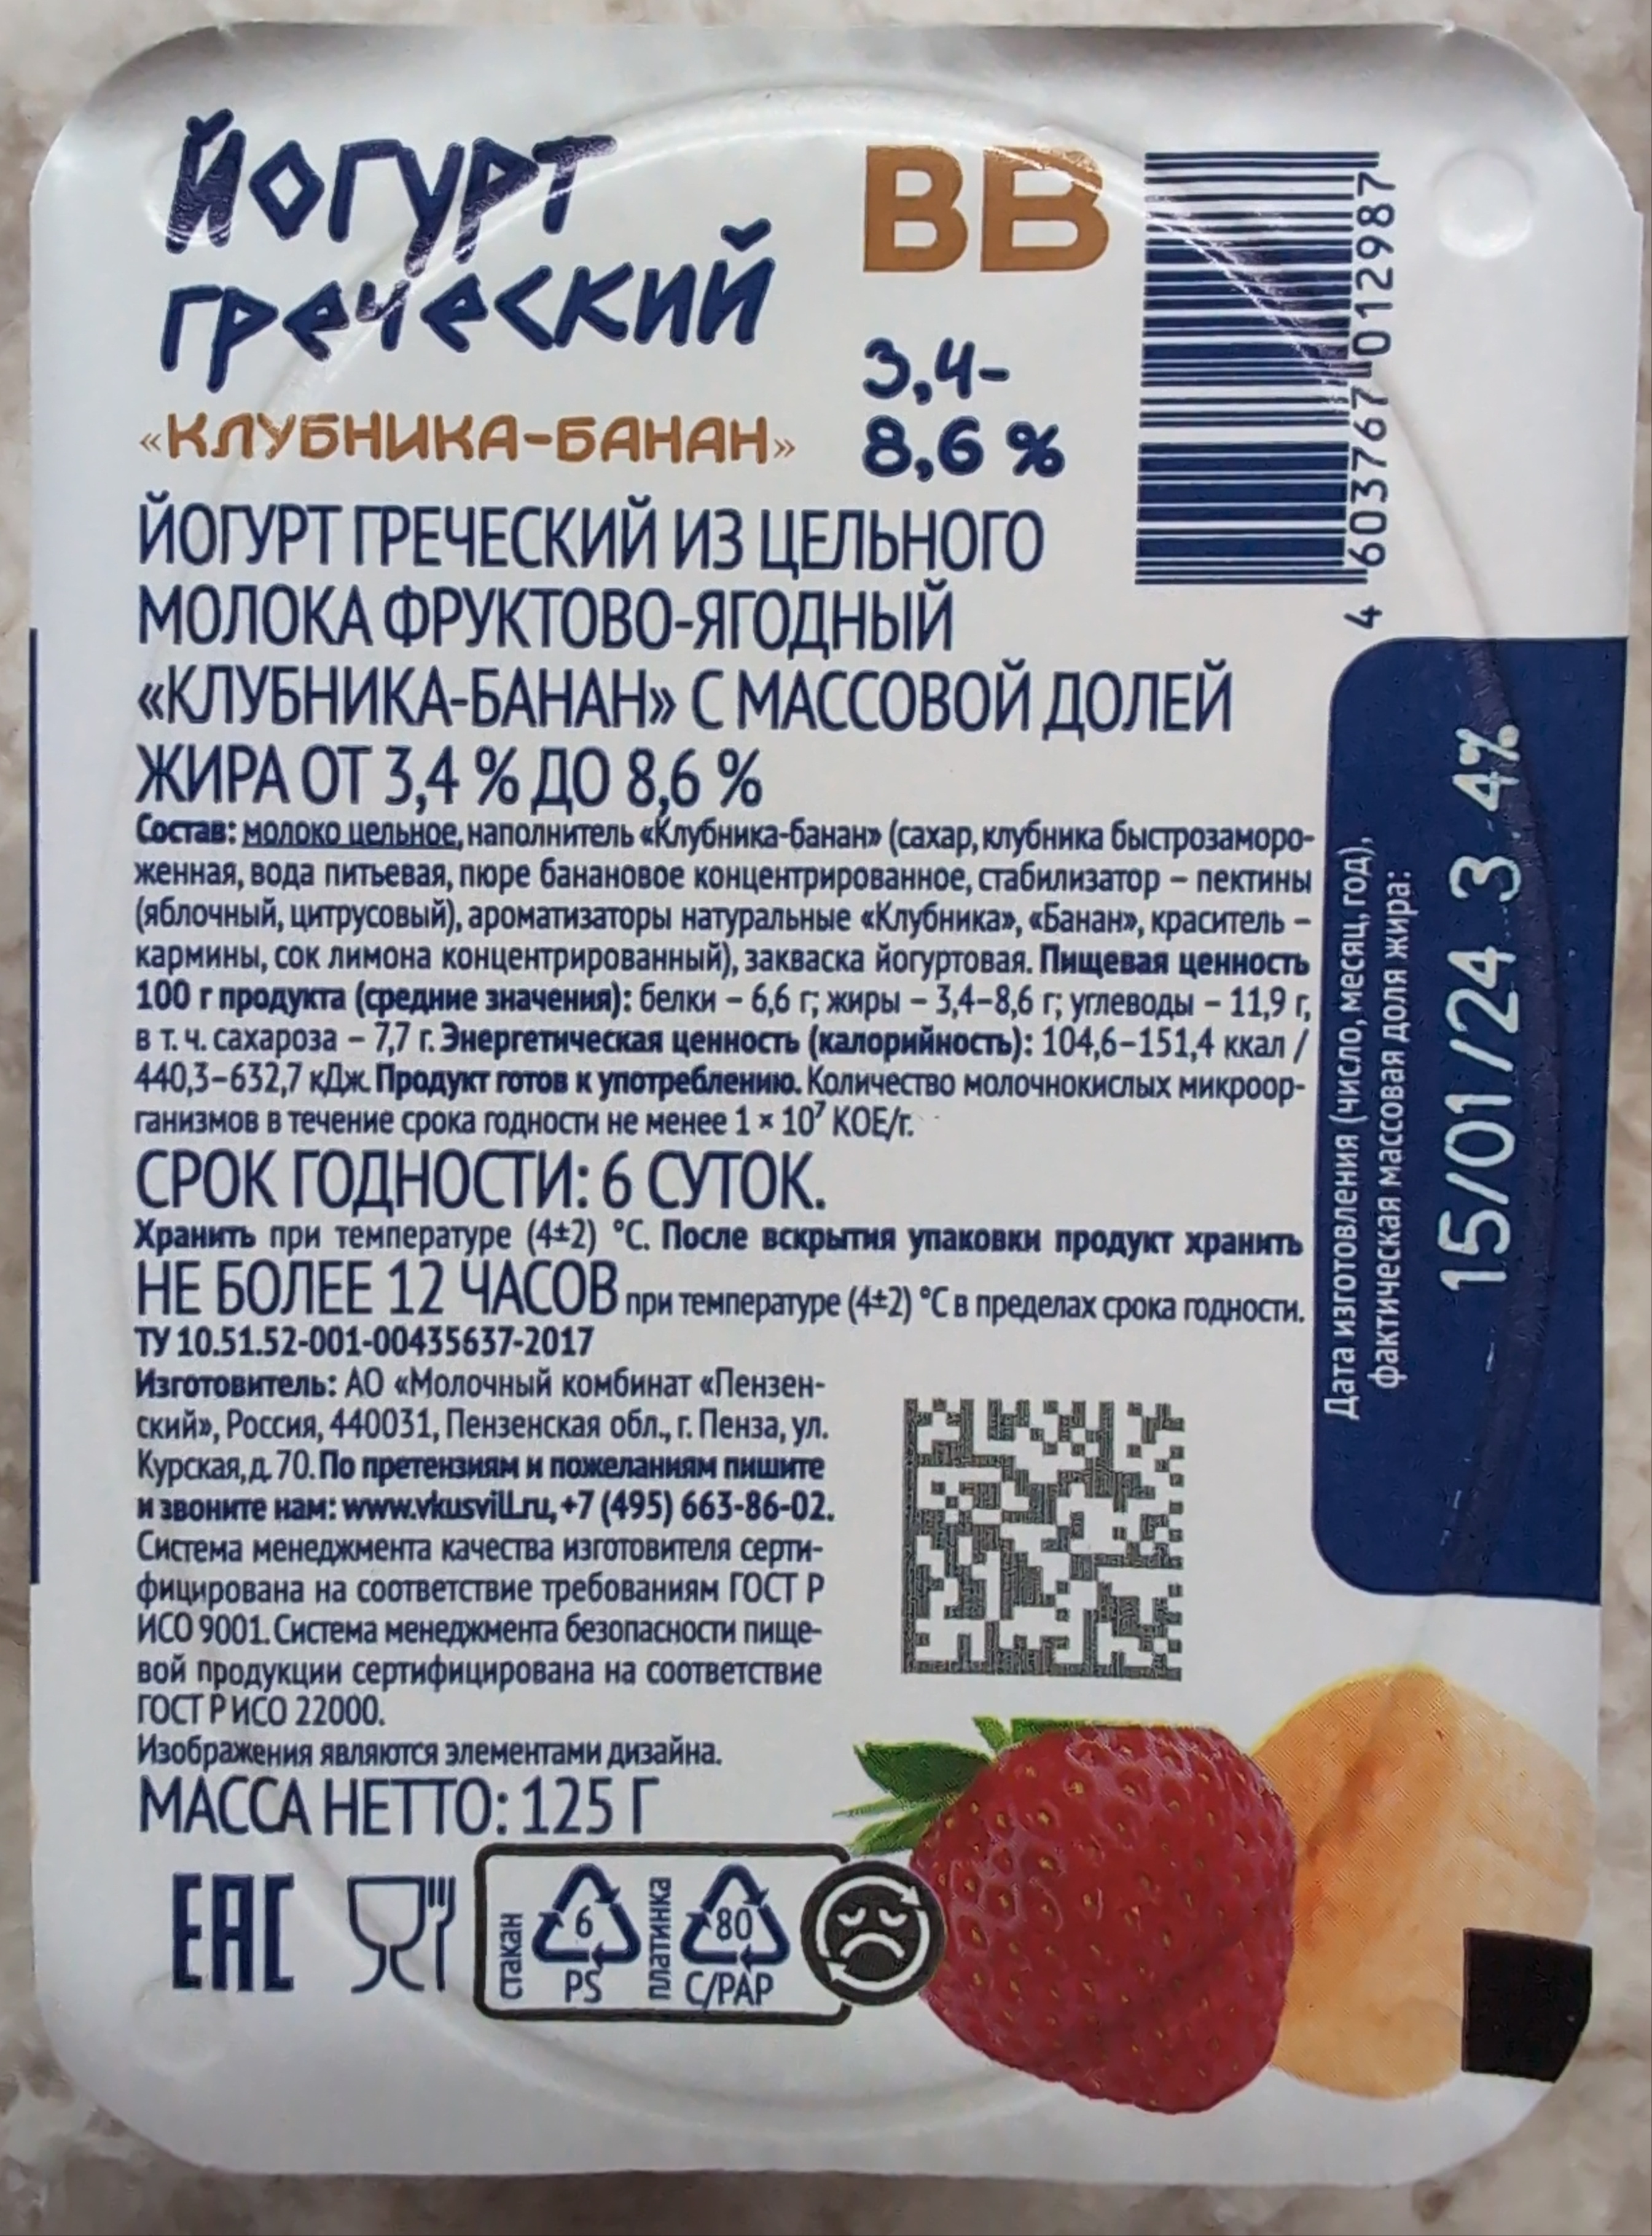 йогурт
греческий
«клубника-банан»
ВВ
3,4-
8,6 %
4 603767 012987
ЙОГУРТ ГРЕЧЕСКИЙ ИЗ ЦЕЛЬНОГО
МОЛОКА ФРУКТОВО-ЯГОДНЫЙ
«КЛУБНИКА-БАНАН» С МАССОВОЙ ДОЛЕЙ
ЖИРА ОТ 3,4 % ДО 8,6 %
Состав: молоко цельное, наполнитель «Клубника-банан» (сахар, клубника быстрозаморо-
женная, вода питьевая, пюре банановое концентрированное, стабилизатор – пектины
(яблочный, цитрусовый), ароматизаторы натуральные «Клубника», «Банан», краситель –
кармины, сок лимона концентрированный), закваска йогуртовая. Пищевая ценность
100 г продукта (средние значения): белки – 6,6 г; жиры – 3,4–8,6 г; углеводы – 11,9 г,
в т. ч. сахароза – 7,7 г. Энергетическая ценность (калорийность): 104,6–151,4 ккал /
440,3–632,7 кДж. Продукт готов к употреблению. Количество молочнокислых микроор-
ганизмов в течение срока годности не менее 1 × 10⁷ КОЕ/г.
СРОК ГОДНОСТИ: 6 СУТОК.
Хранить при температуре (4±2) °С. После вскрытия упаковки продукт хранить
НЕ БОЛЕЕ 12 ЧАСОВ при температуре (4±2) °С в пределах срока годности.
ТУ 10.51.52-001-00435637-2017
Изготовитель: АО «Молочный комбинат «Пензен-
ский», Россия, 440031, Пензенская обл., г. Пенза, ул.
Курская, д. 70. По претензиям и пожеланиям пишите
и звоните нам: www.vkusvill.ru, +7 (495) 663-86-02.
Система менеджмента качества изготовителя серти-
фицирована на соответствие требованиям ГОСТ Р
ИСО 9001. Система менеджмента безопасности пище-
вой продукции сертифицирована на соответствие
ГОСТ Р ИСО 22000.
Изображения являются элементами дизайна.
МАССА НЕТТО: 125 Г
ЕАС
стакан
6
PS
платинка
80
C/PAP
Дата изготовления (число, месяц, год),
фактическая массовая доля жира:
15/01/24 3.4%